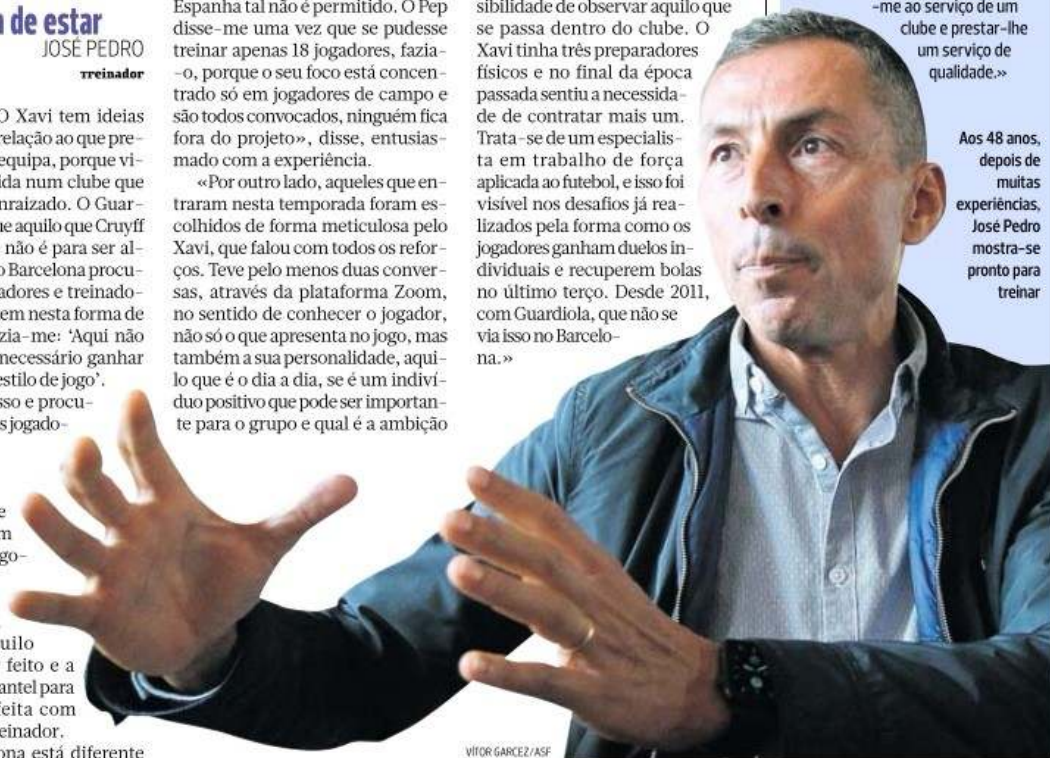 de estar
JOSÉ PEDRO
Treinador
O Xavi tem ideias
relação ao que pre-
equipa, porque vi-
ida num clube que
nraizado. O Guar-
ue aquilo que Cruyff
não é para ser al-
o Barcelona procu-
adores e treinado-
em nesta forma de
zia-me: ‘Aqui não
necessário ganhar
estilo de jogo’.
sso e procu-
s jogado-
e
m
go-
uilo
feito e a
antel para
feita com
einador.
ona está diferente
Espanha tal não é permitido. O Pep
disse-me uma vez que se pudesse
treinar apenas 18 jogadores, fazia-
-o, porque o seu foco está concen-
trado só em jogadores de campo e
são todos convocados, ninguém fica
fora do projeto», disse, entusias-
mado com a experiência.
«Por outro lado, aqueles que en-
traram nesta temporada foram es-
colhidos de forma meticulosa pelo
Xavi, que falou com todos os refor-
ços. Teve pelo menos duas conver-
sas, através da plataforma Zoom,
no sentido de conhecer o jogador,
não só o que apresenta no jogo, mas
também a sua personalidade, aqui-
lo que é o dia a dia, se é um indiví-
duo positivo que pode ser importan-
te para o grupo e qual é a ambição
sibilidade de observar aquilo que
se passa dentro do clube. O
Xavi tinha três preparadores
físicos e no final da época
passada sentiu a necessida-
de de contratar mais um.
Trata-se de um especialis-
ta em trabalho de força
aplicada ao futebol, e isso foi
visível nos desafios já rea-
lizados pela forma como os
jogadores ganham duelos in-
dividuais e recuperem bolas
no último terço. Desde 2011,
com Guardiola, que não se
via isso no Barcelo-
na.»
-me ao serviço de um
clube e prestar-lhe
um serviço de
qualidade.»
Aos 48 anos,
depois de
muitas
experiências,
José Pedro
mostra-se
pronto para
treinar
VÍTOR GARCEZ/ASF